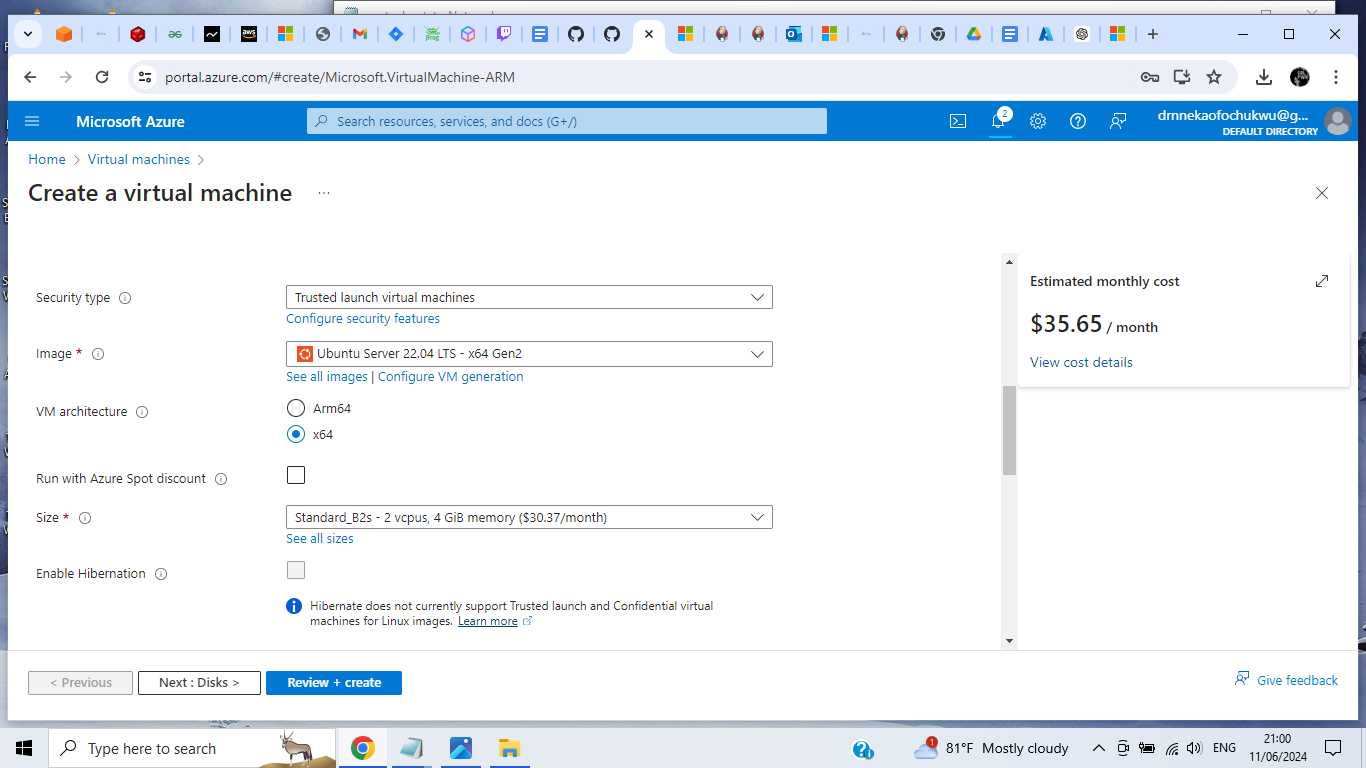 portal.azure.com/#create/Microsoft.VirtualMachine-ARM
Microsoft Azure
Search resources, services, and docs (G+/)
2
drnnekaofochukwu@g...
DEFAULT DIRECTORY
Home
Virtual machines
Create a virtual machine
...
Security type
Trusted launch virtual machines
Configure security features
Image *
Ubuntu Server 22.04 LTS - x64 Gen2
See all images | Configure VM generation
VM architecture
Arm64
x64
Run with Azure Spot discount
Size *
Standard_B2s - 2 vcpus, 4 GiB memory ($30.37/month)
See all sizes
Enable Hibernation
Hibernate does not currently support Trusted launch and Confidential virtual
machines for Linux images. Learn more
Estimated monthly cost
$35.65 / month
View cost details
< Previous
Next : Disks >
Review + create
Give feedback
Type here to search
1
81°F Mostly cloudy
ENG
21:00
11/06/2024